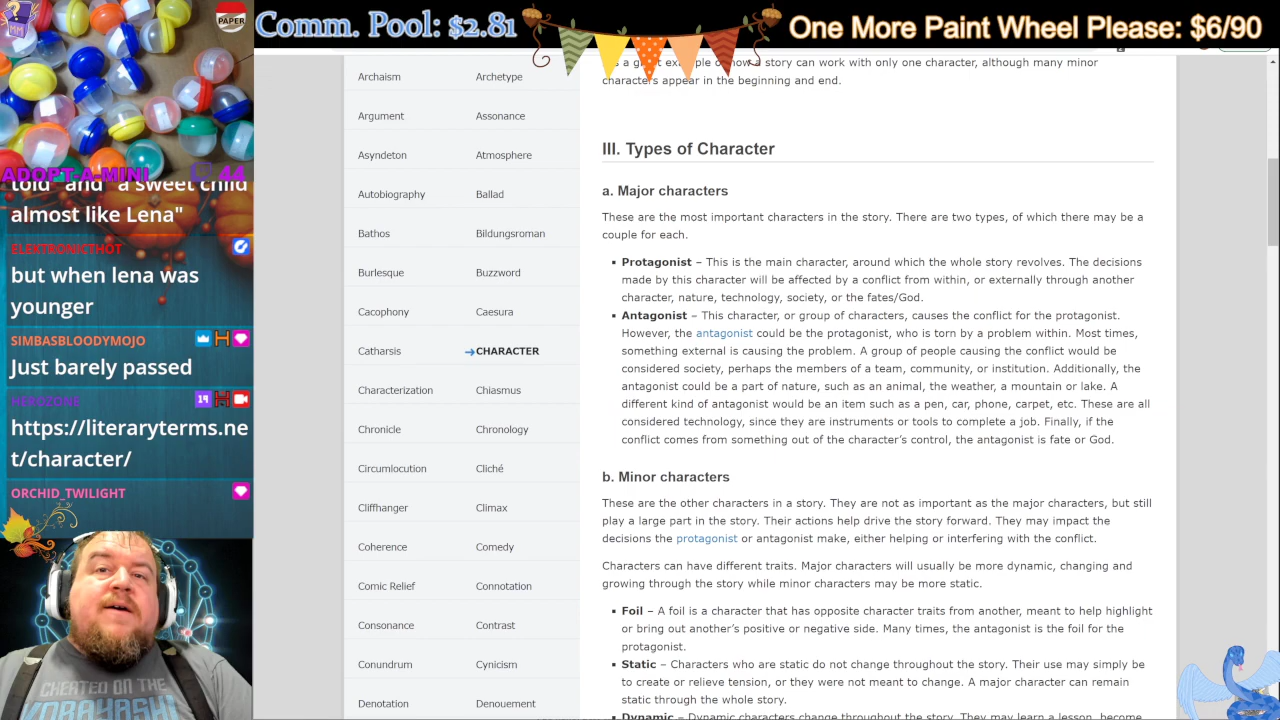 PAPER
Comm. Pool: $2.81
One More Paint Wheel Please: $6/90
ADOPT-A-MINI
44
told" and "a sweet child
almost like Lena"
ELEKTRONICTHOT
but when lena was
younger
SIMBASBLOODYMOJO
Just barely passed
19
https://literaryterms.ne
t/character/
ORCHID_TWILIGHT
CHEATED ON THE
KOBAYASHI
Archaism Archetype
Argument Assonance
Asyndeton Atmosphere
Autobiography Ballad
Bathos Bildungsroman
Burlesque Buzzword
Cacophony Caesura
Catharsis CHARACTER
Characterization Chiasmus
Chronicle Chronology
Circumlocution Cliché
Cliffhanger Climax
Coherence Comedy
Comic Relief Connotation
Consonance Contrast
Conundrum Cynicism
Denotation Denouement
a story can work with only one character, although many minor
characters appear in the beginning and end.
III. Types of Character
a. Major characters
These are the most important characters in the story. There are two types, of which there may be a
couple for each.
Protagonist – This is the main character, around which the whole story revolves. The decisions
made by this character will be affected by a conflict from within, or externally through another
character, nature, technology, society, or the fates/God.
Antagonist – This character, or group of characters, causes the conflict for the protagonist.
However, the antagonist could be the protagonist, who is torn by a problem within. Most times,
something external is causing the problem. A group of people causing the conflict would be
considered society, perhaps the members of a team, community, or institution. Additionally, the
antagonist could be a part of nature, such as an animal, the weather, a mountain or lake. A
different kind of antagonist would be an item such as a pen, car, phone, carpet, etc. These are all
considered technology, since they are instruments or tools to complete a job. Finally, if the
conflict comes from something out of the character's control, the antagonist is fate or God.
b. Minor characters
These are the other characters in a story. They are not as important as the major characters, but still
play a large part in the story. Their actions help drive the story forward. They may impact the
decisions the protagonist or antagonist make, either helping or interfering with the conflict.
Characters can have different traits. Major characters will usually be more dynamic, changing and
growing through the story while minor characters may be more static.
Foil – A foil is a character that has opposite character traits from another, meant to help highlight
or bring out another's positive or negative side. Many times, the antagonist is the foil for the
protagonist.
Static – Characters who are static do not change throughout the story. Their use may simply be
to create or relieve tension, or they were not meant to change. A major character can remain
static through the whole story.
Dynamic – Dynamic characters change throughout the story. They may learn a lesson, become